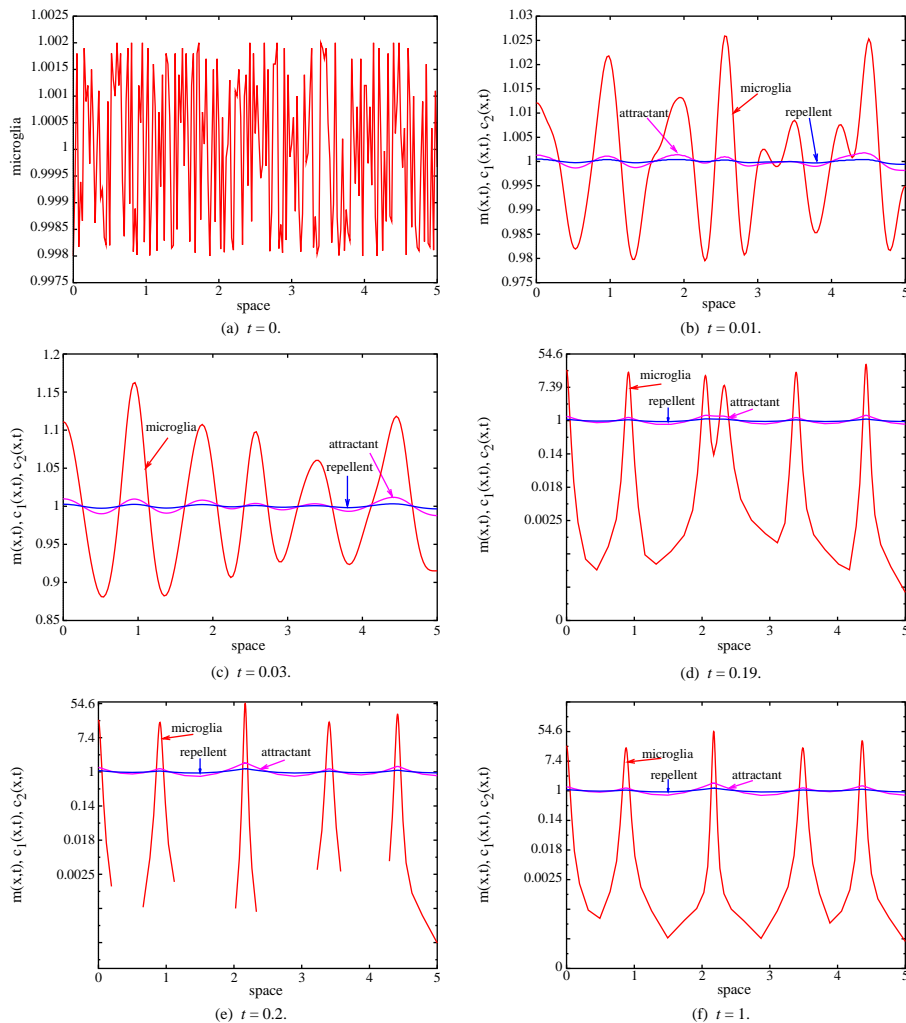 1.0025
1.002
1.0015
1.001
1.0005
1
0.9995
0.999
0.9985
0.998
0.9975
microglia
0 1 2 3 4 5
space
(a) t = 0.
1.03
1.025
1.02
1.015
1.01
1.005
1
0.995
0.99
0.985
0.98
0.975
m(x,t), c1(x,t), c2(x,t)
microglia
attractant
repellent
0 1 2 3 4 5
space
(b) t = 0.01.
1.2
1.15
1.1
1.05
1
0.95
0.9
0.85
m(x,t), c1(x,t), c2(x,t)
microglia
attractant
repellent
0 1 2 3 4 5
space
(c) t = 0.03.
54.6
7.39
1
0.14
0.018
0.0025
0
m(x,t), c1(x,t), c2(x,t)
microglia
repellent
attractant
0 1 2 3 4 5
space
(d) t = 0.19.
54.6
7.4
1
0.14
0.018
0.0025
m(x,t), c1(x,t), c2(x,t)
microglia
repellent
attractant
0 1 2 3 4 5
space
(e) t = 0.2.
54.6
7.4
1
0.14
0.018
0.0025
0
m(x,t), c1(x,t), c2(x,t)
microglia
repellent
attractant
0 1 2 3 4 5
space
(f) t = 1.